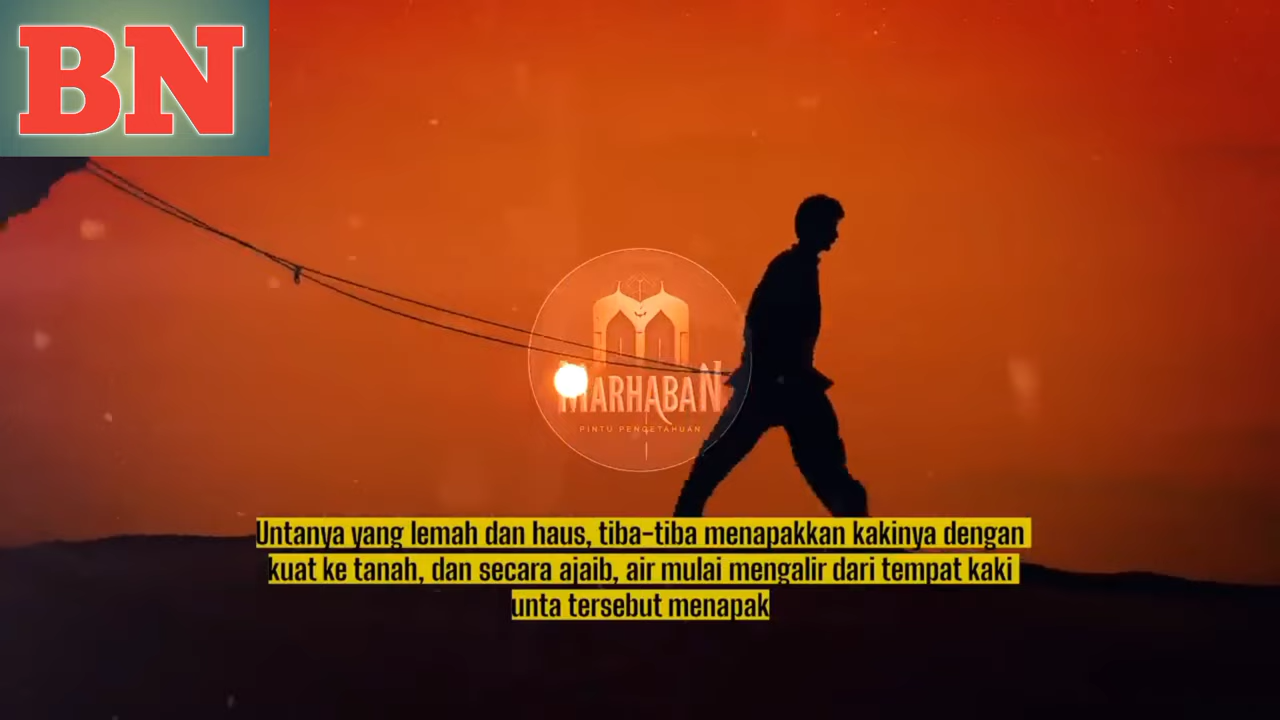 BN
MARHABAN
PINTU PENGETAHUAN
Untanya yang lemah dan haus, tiba-tiba menapakkan kakinya dengan
kuat ke tanah, dan secara ajaib, air mulai mengalir dari tempat kaki
unta tersebut menapak